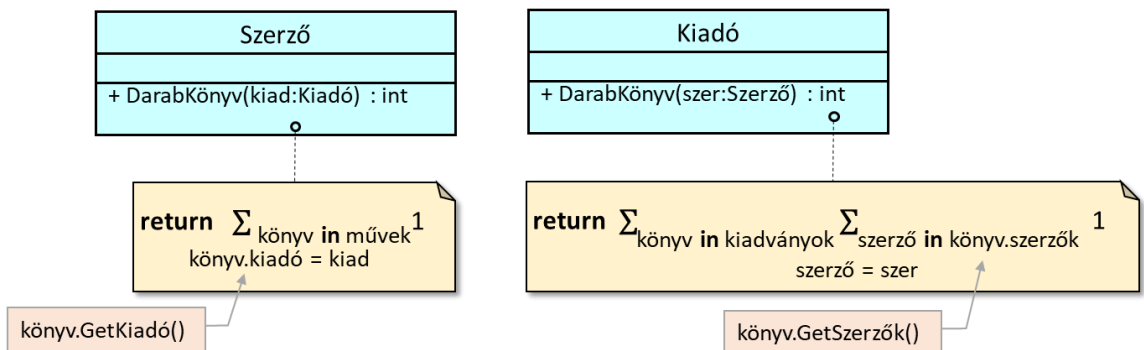 Szerző
+ DarabKönyv(kiad:Kiadó) : int
return Σ könyv in művek 1
könyv.kiadó = kiad
könyv.GetKiadó()
Kiadó
+ DarabKönyv(szer:Szerző) : int
return Σ könyv in kiadványok Σ szerző in könyv.szerzők 1
szerző = szer
könyv.GetSzerzők()